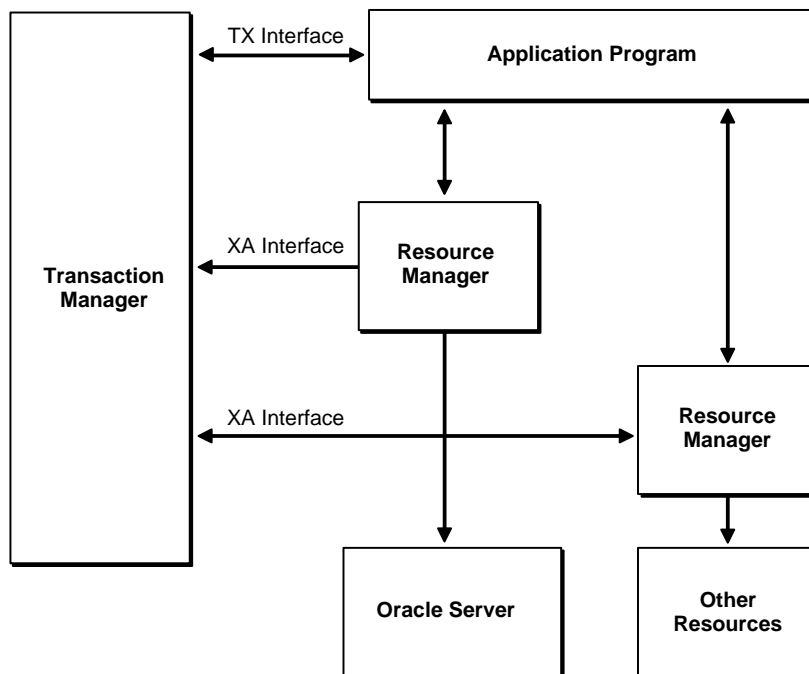 TX Interface
Application Program
XA Interface
Resource
Manager
Transaction
Manager
XA Interface
Resource
Manager
Oracle Server
Other
Resources